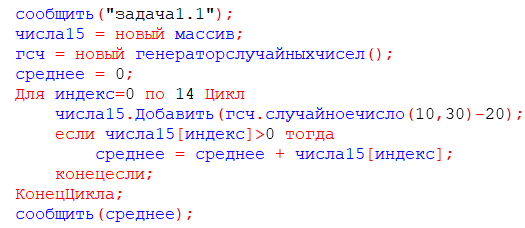 сообщить("задача1.1");
числа15 = новый массив;
гсч = новый генераторслучайныхчисел();
среднее = 0;
Для индекс=0 по 14 Цикл
    числа15.Добавить(гсч.случайноечисло(10,30)-20);
    если числа15[индекс]>0 тогда
        среднее = среднее + числа15[индекс];
    конецесли;
КонецЦикла;
сообщить(среднее);